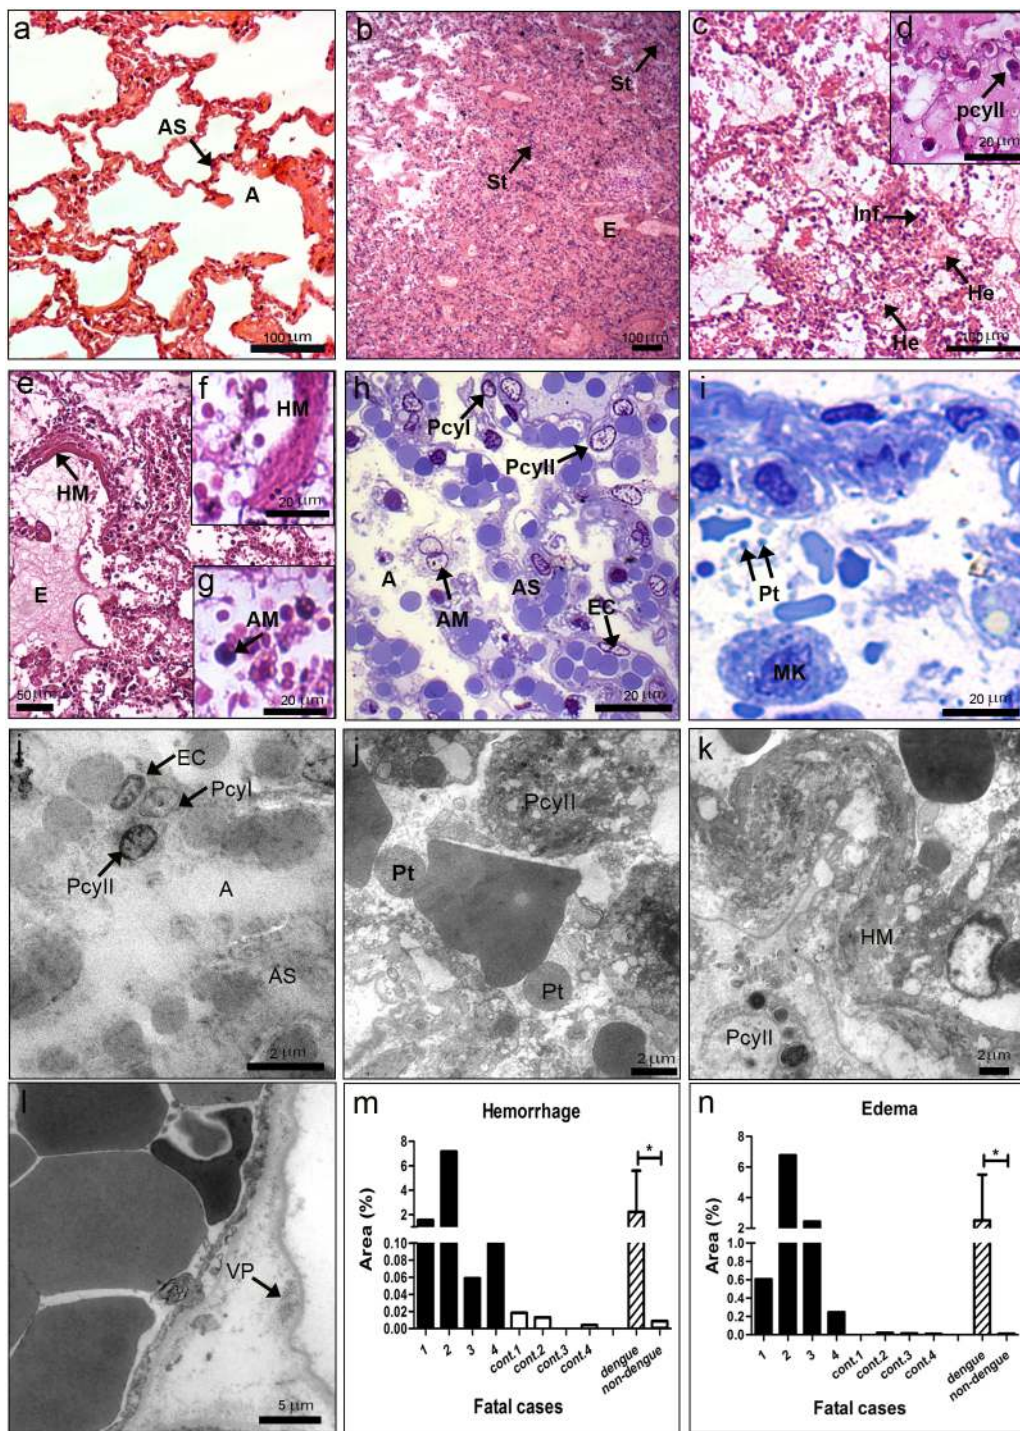 a
AS
A
100 μm
b
St
St
E
100 μm
c
Inf
He
He
100 μm
d
pcyII
20 μm
e
HM
E
50 μm
f
HM
20 μm
g
AM
20 μm
h
PcyI
PcyII
A
AM
AS
EC
20 μm
i
Pt
MK
20 μm
i
EC
PcyI
PcyII
A
AS
2 μm
j
PcyII
Pt
Pt
2 μm
k
HM
PcyII
2 μm
l
VP
5 μm
m
Hemorrhage
*
Area (%)
8
6
4
2
0.10
0.08
0.06
0.04
0.02
0.00
1 2 3 4 cont.1 cont.2 cont.3 cont.4 dengue non-dengue
Fatal cases
n
Edema
*
Area (%)
8
6
4
2
1.0
0.8
0.6
0.4
0.2
0.0
1 2 3 4 cont.1 cont.2 cont.3 cont.4 dengue non-dengue
Fatal cases